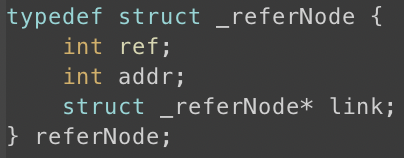 typedef struct _referNode {
    int ref;
    int addr;
    struct _referNode* link;
} referNode;